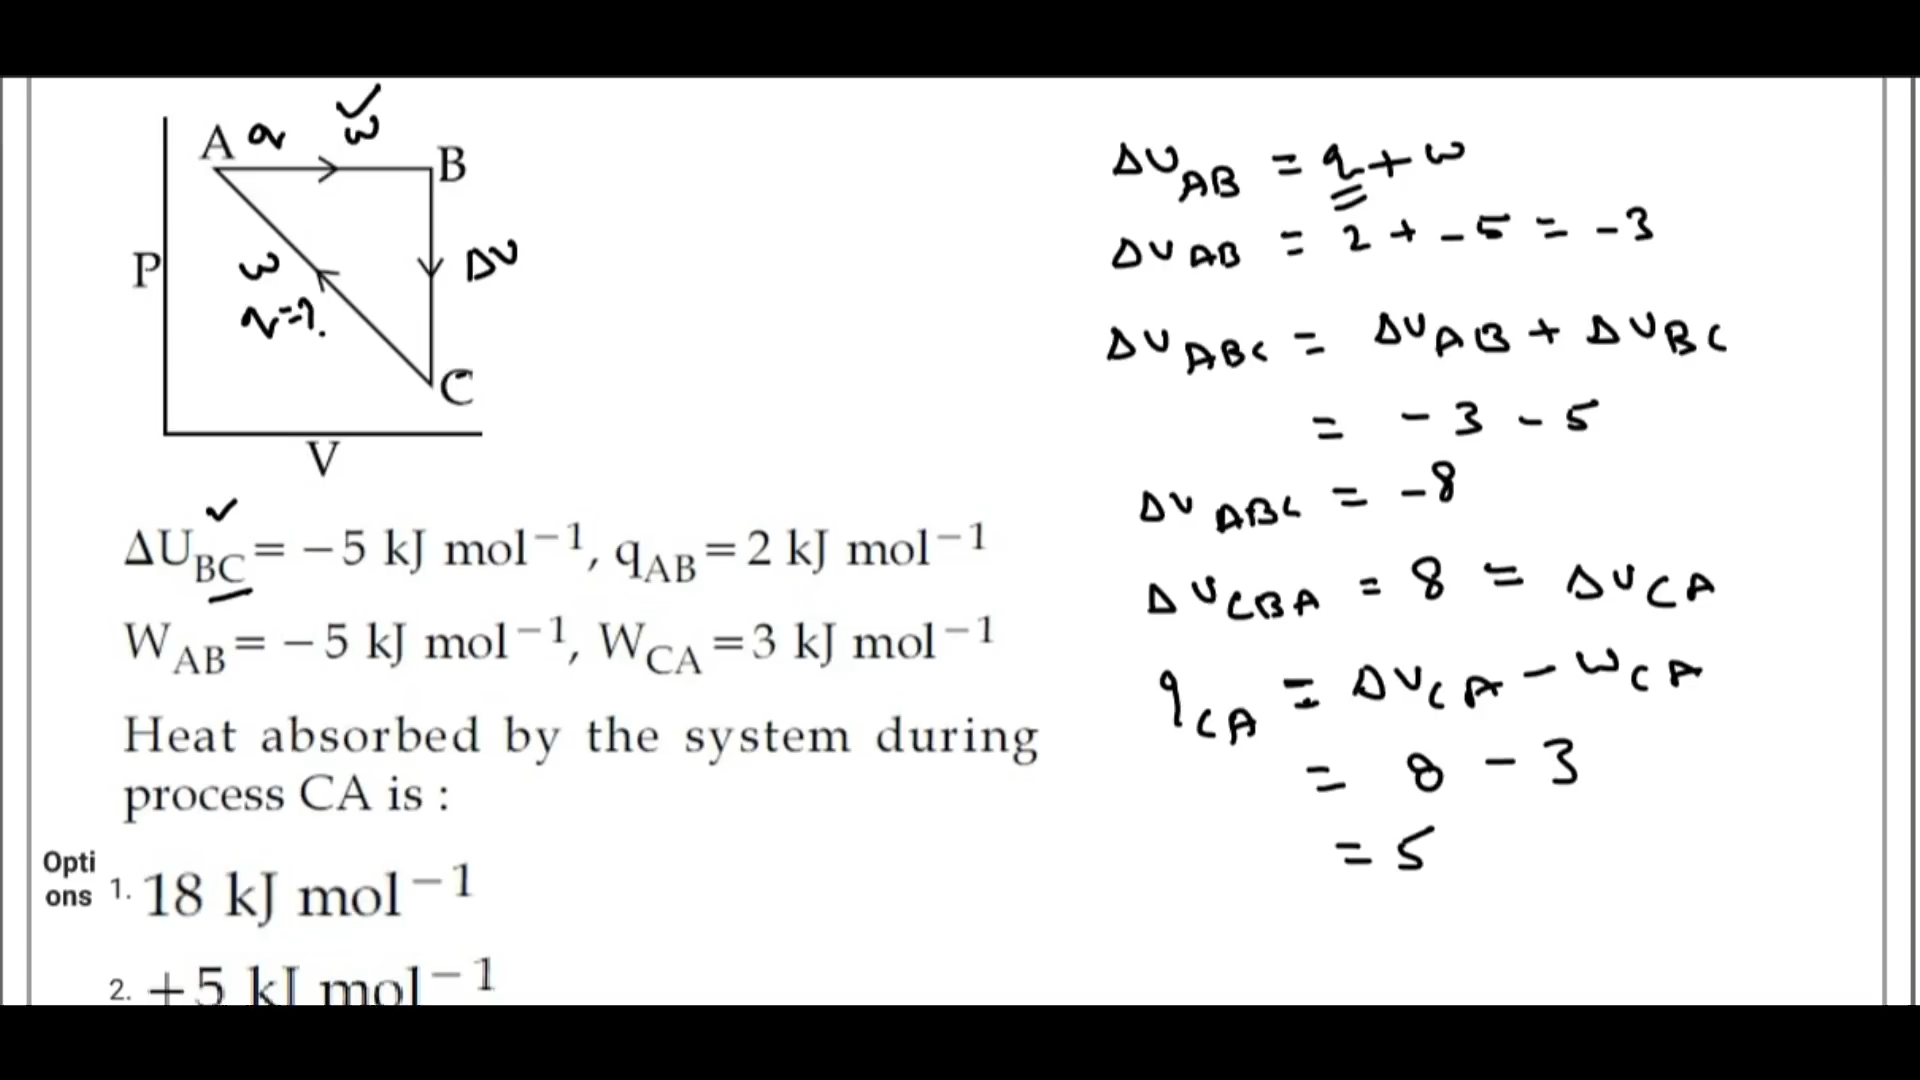 A q w
B
P
ΔU
w
q=?
C
V
ΔU_BC = −5 kJ mol⁻¹, q_AB = 2 kJ mol⁻¹
W_AB = −5 kJ mol⁻¹, W_CA = 3 kJ mol⁻¹
Heat absorbed by the system during
process CA is :
Opti
ons
1. 18 kJ mol⁻¹
2. +5 kJ mol⁻¹
ΔU_AB = q + w
ΔU_AB = 2 + -5 = -3
ΔU_ABC = ΔU_AB + ΔU_BC
= -3 - 5
ΔU_ABC = -8
ΔU_CBA = 8 = ΔU_CA
q_CA = ΔU_CA - w_CA
= 8 - 3
= 5